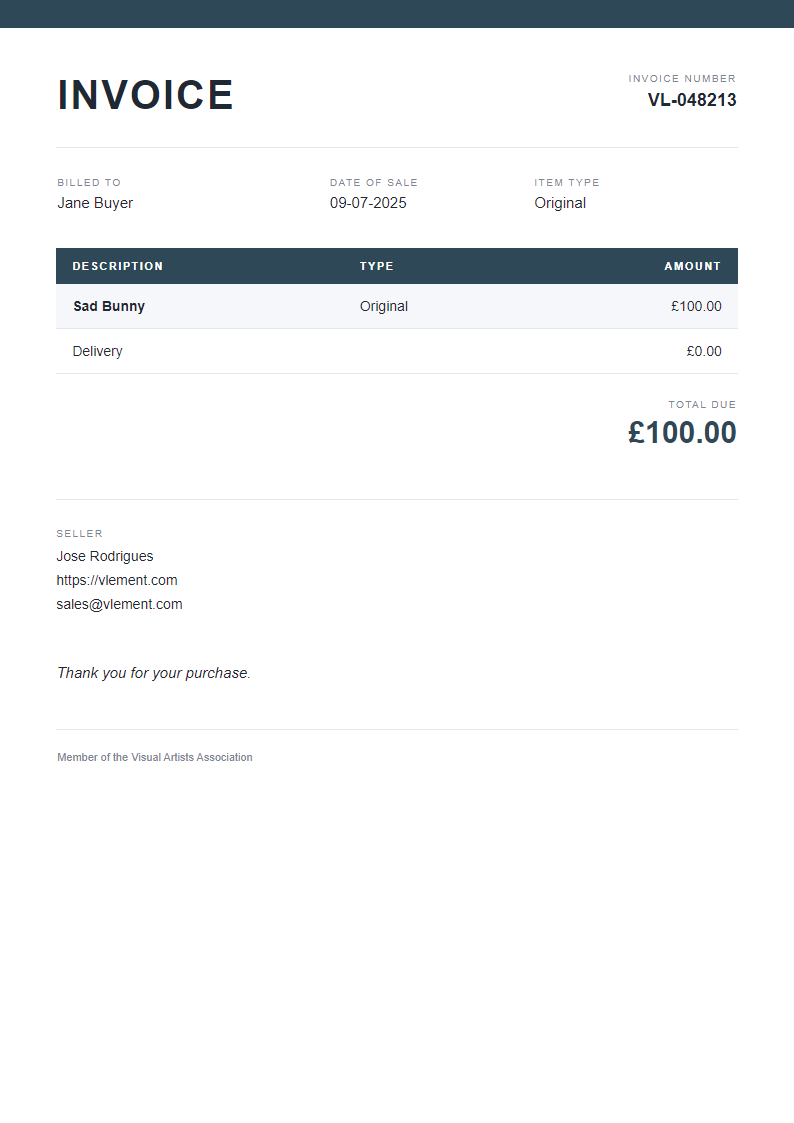 INVOICE
INVOICE NUMBER
VL-048213
BILLED TO
Jane Buyer
DATE OF SALE
09-07-2025
ITEM TYPE
Original
DESCRIPTION TYPE AMOUNT
Sad Bunny Original £100.00
Delivery £0.00
TOTAL DUE
£100.00
SELLER
Jose Rodrigues
https://vlement.com
sales@vlement.com
Thank you for your purchase.
Member of the Visual Artists Association